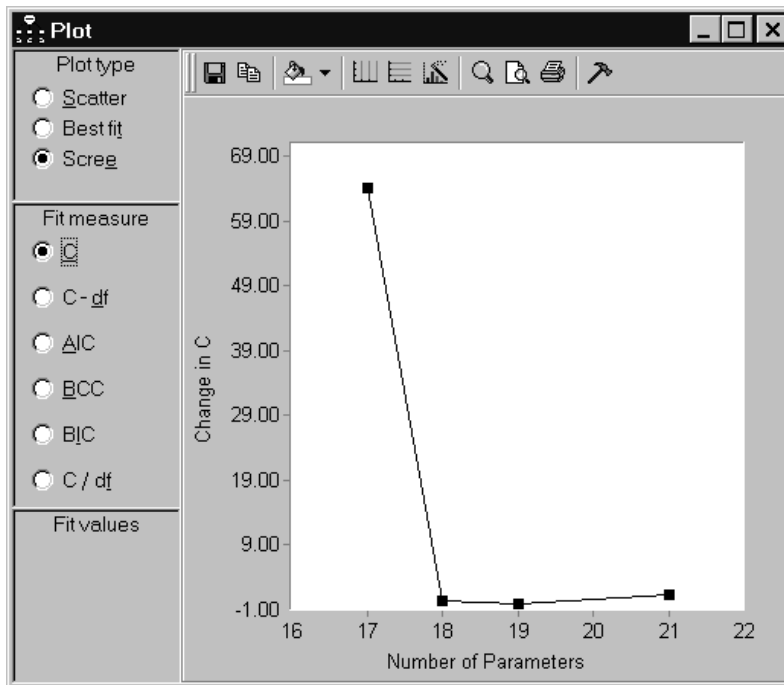 Plot
Plot type
Scatter
Best fit
Scree
Fit measure
C
C - df
AIC
BCC
BIC
C / df
Fit values
69.00
59.00
49.00
39.00
29.00
19.00
9.00
-1.00
Change in C
16 17 18 19 20 21 22
Number of Parameters